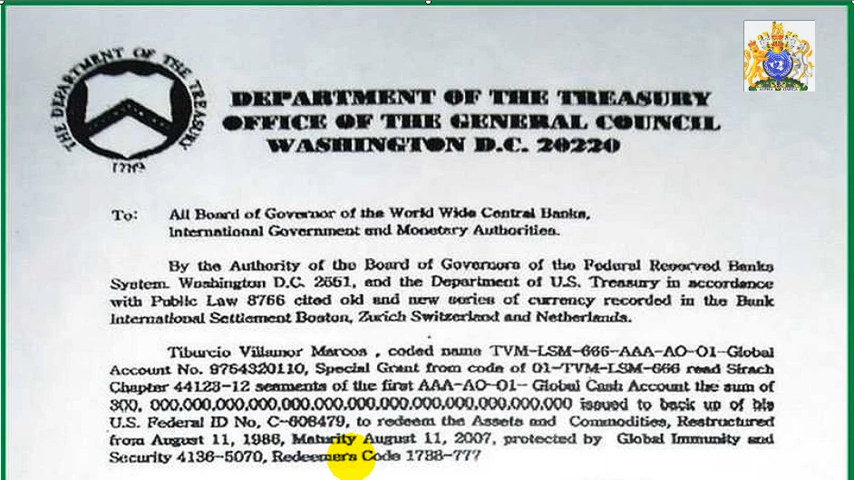 THE DEPARTMENT OF THE TREASURY
1789
DEPARTMENT OF THE TREASURY
OFFICE OF THE GENERAL COUNCIL
WASHINGTON D.C. 20220
To: All Board of Governor of the World Wide Central Banks,
International Government and Monetary Authorities.
By the Authority of the Board of Governors of the Federal Reserved Banks
System. Washington D.C. 2551, and the Department of U.S. Treasury in accordance
with Public Law 8766 cited old and new series of currency recorded in the Bank
International Settlement Boston, Zurich Switzerland and Netherlands.
Tiburcio Villamor Marcos , coded name TVM-LSM-666-AAA-AO-01-Global
Account No. 9764320110, Special Grant from code of 01-TVM-LSM-666 read Sirach
Chapter 44123-12 seaments of the first AAA-AO-01- Global Cash Account the sum of
300, 000,000,000,000,000,000,000,000,000,000,000,000,000 issued to back up of his
U.S. Federal ID No, C-606479, to redeem the Assets and Commodities, Restructured
from August 11, 1986, Maturity August 11, 2007, protected by Global Immunity and
Security 4136-5070, Redeemers Code 1788-777